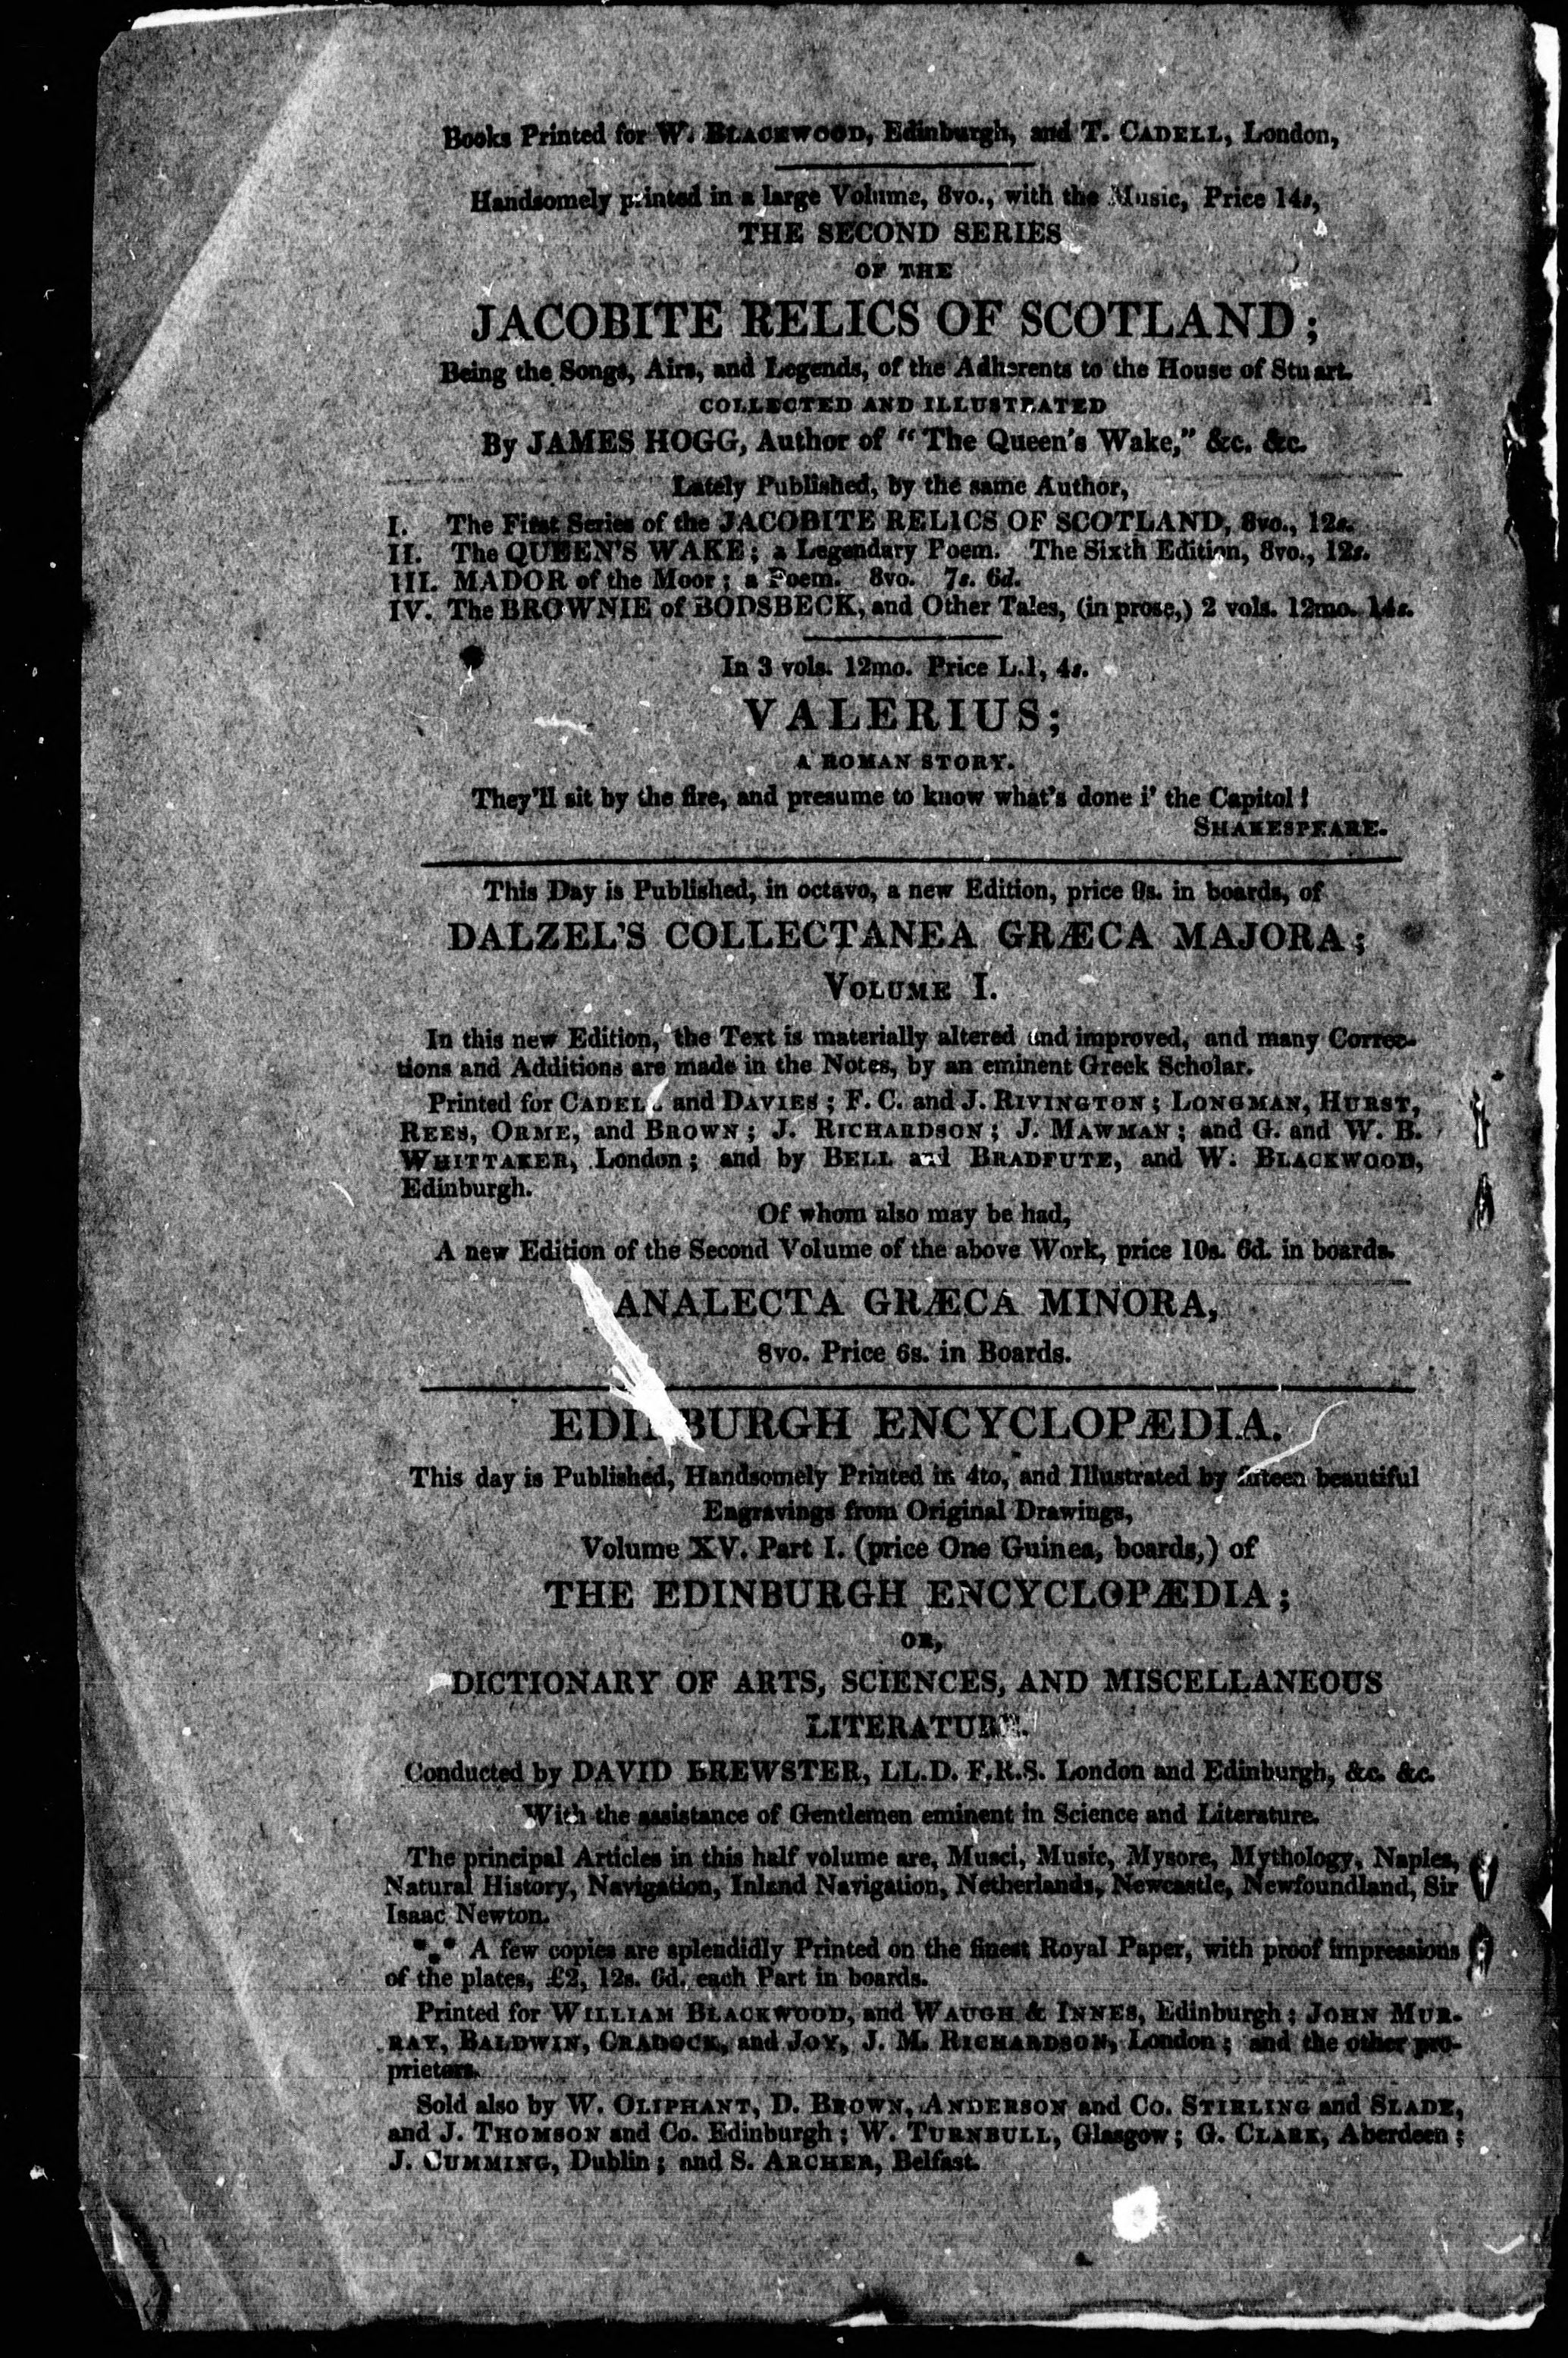 Books Printed for W. BLACKWOOD, Edinburgh, and T. CADELL, London,
Handsomely printed in a large Volume, 8vo., with the Music, Price 14s,
THE SECOND SERIES
OF THE
JACOBITE RELICS OF SCOTLAND;
Being the Songs, Airs, and Legends, of the Adherents to the House of Stuart.
COLLECTED AND ILLUSTRATED
By JAMES HOGG, Author of "The Queen's Wake," &c. &c.
Lately Published, by the same Author,
I. The First Series of the JACOBITE RELICS OF SCOTLAND, 8vo., 12s.
II. The QUEEN'S WAKE; a Legendary Poem. The Sixth Edition, 8vo., 12s.
III. MADOR of the Moor; a Poem. 8vo. 7s. 6d.
IV. The BROWNIE of BODSBECK, and Other Tales, (in prose,) 2 vols. 12mo. 14s.
In 3 vols. 12mo. Price L.1, 4s.
VALERIUS;
A ROMAN STORY.
They'll sit by the fire, and presume to know what's done i' the Capitol!
SHAKESPEARE.
This Day is Published, in octavo, a new Edition, price 9s. in boards, of
DALZEL'S COLLECTANEA GRÆCA MAJORA;
VOLUME I.
In this new Edition, the Text is materially altered and improved, and many Correc-
tions and Additions are made in the Notes, by an eminent Greek Scholar.
Printed for CADELL and DAVIES; F. C. and J. RIVINGTON; LONGMAN, HURST,
REES, ORME, and BROWN; J. RICHARDSON; J. MAWMAN; and G. and W. B.
WHITTAKER, London; and by BELL and BRADFUTE, and W. BLACKWOOD,
Edinburgh.
Of whom also may be had,
A new Edition of the Second Volume of the above Work, price 10s. 6d. in boards.
ANALECTA GRÆCA MINORA,
8vo. Price 6s. in Boards.
EDINBURGH ENCYCLOPÆDIA.
This day is Published, Handsomely Printed in 4to, and Illustrated by beautiful
Engravings from Original Drawings,
Volume XV. Part I. (price One Guinea, boards,) of
THE EDINBURGH ENCYCLOPÆDIA;
OR,
DICTIONARY OF ARTS, SCIENCES, AND MISCELLANEOUS
LITERATURE.
Conducted by DAVID BREWSTER, LL.D. F.R.S. London and Edinburgh, &c. &c.
With the assistance of Gentlemen eminent in Science and Literature.
The principal Articles in this half volume are, Musci, Music, Mysore, Mythology, Naples,
Natural History, Navigation, Inland Navigation, Netherlands, Newcastle, Newfoundland, Sir
Isaac Newton.
*.* A few copies are splendidly Printed on the finest Royal Paper, with proof impressions
of the plates, £2, 12s. 6d. each Part in boards.
Printed for WILLIAM BLACKWOOD, and WAUGH & INNES, Edinburgh; JOHN MUR-
RAY, BALDWIN, CRADOCK, and JOY, J. M. RICHARDSON, London; and the other pro-
prietors.
Sold also by W. OLIPHANT, D. BROWN, ANDERSON and Co. STIRLING and SLADE,
and J. THOMSON and Co. Edinburgh; W. TURNBULL, Glasgow; G. CLARK, Aberdeen;
J. CUMMING, Dublin; and S. ARCHER, Belfast.